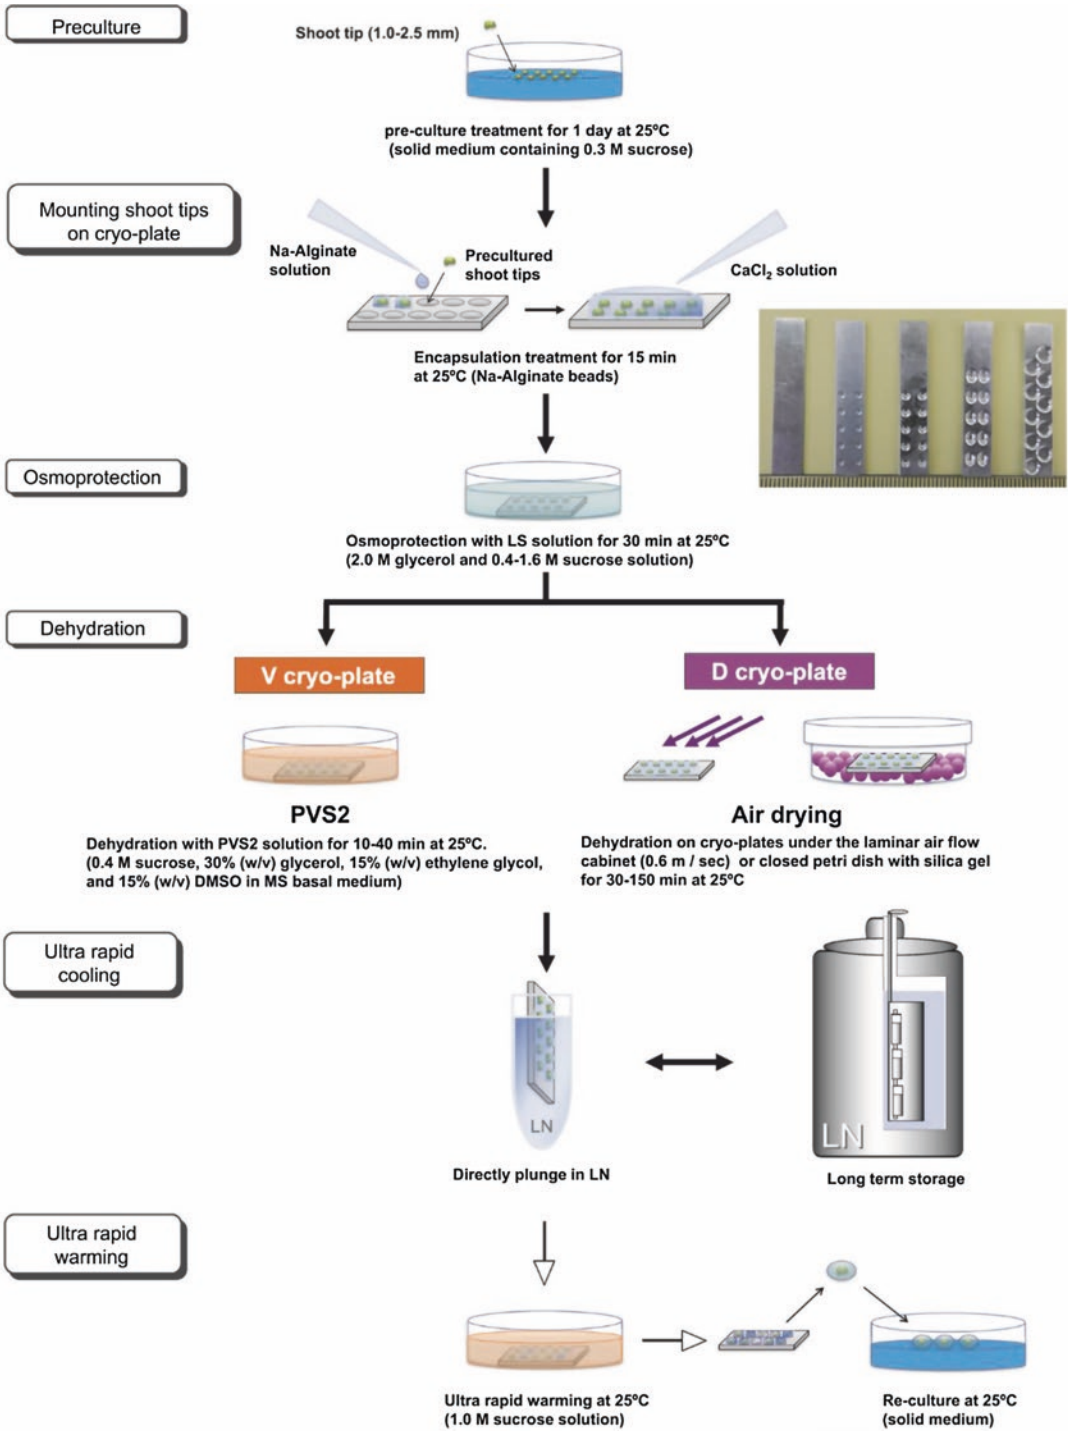 Preculture
Shoot tip (1.0-2.5 mm)
pre-culture treatment for 1 day at 25ºC
(solid medium containing 0.3 M sucrose)
Mounting shoot tips
on cryo-plate
Na-Alginate
solution
Precultured
shoot tips
CaCl₂ solution
Encapsulation treatment for 15 min
at 25ºC (Na-Alginate beads)
Osmoprotection
Osmoprotection with LS solution for 30 min at 25ºC
(2.0 M glycerol and 0.4-1.6 M sucrose solution)
Dehydration
V cryo-plate
D cryo-plate
PVS2
Dehydration with PVS2 solution for 10-40 min at 25ºC.
(0.4 M sucrose, 30% (w/v) glycerol, 15% (w/v) ethylene glycol,
and 15% (w/v) DMSO in MS basal medium)
Air drying
Dehydration on cryo-plates under the laminar air flow
cabinet (0.6 m / sec) or closed petri dish with silica gel
for 30-150 min at 25ºC
Ultra rapid
cooling
LN
Directly plunge in LN
LN
Long term storage
Ultra rapid
warming
Ultra rapid warming at 25ºC
(1.0 M sucrose solution)
Re-culture at 25ºC
(solid medium)